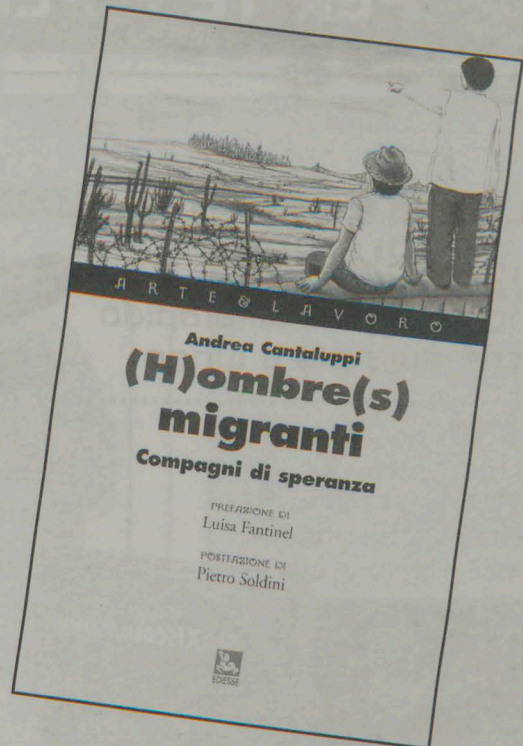 ARTE & LAVORO
Andrea Cantaluppi
(H)ombre(s)
migranti
Compagni di speranza
PREFAZIONE DI
Luisa Fantinel
POSTFAZIONE DI
Pietro Soldini
EDIESSE